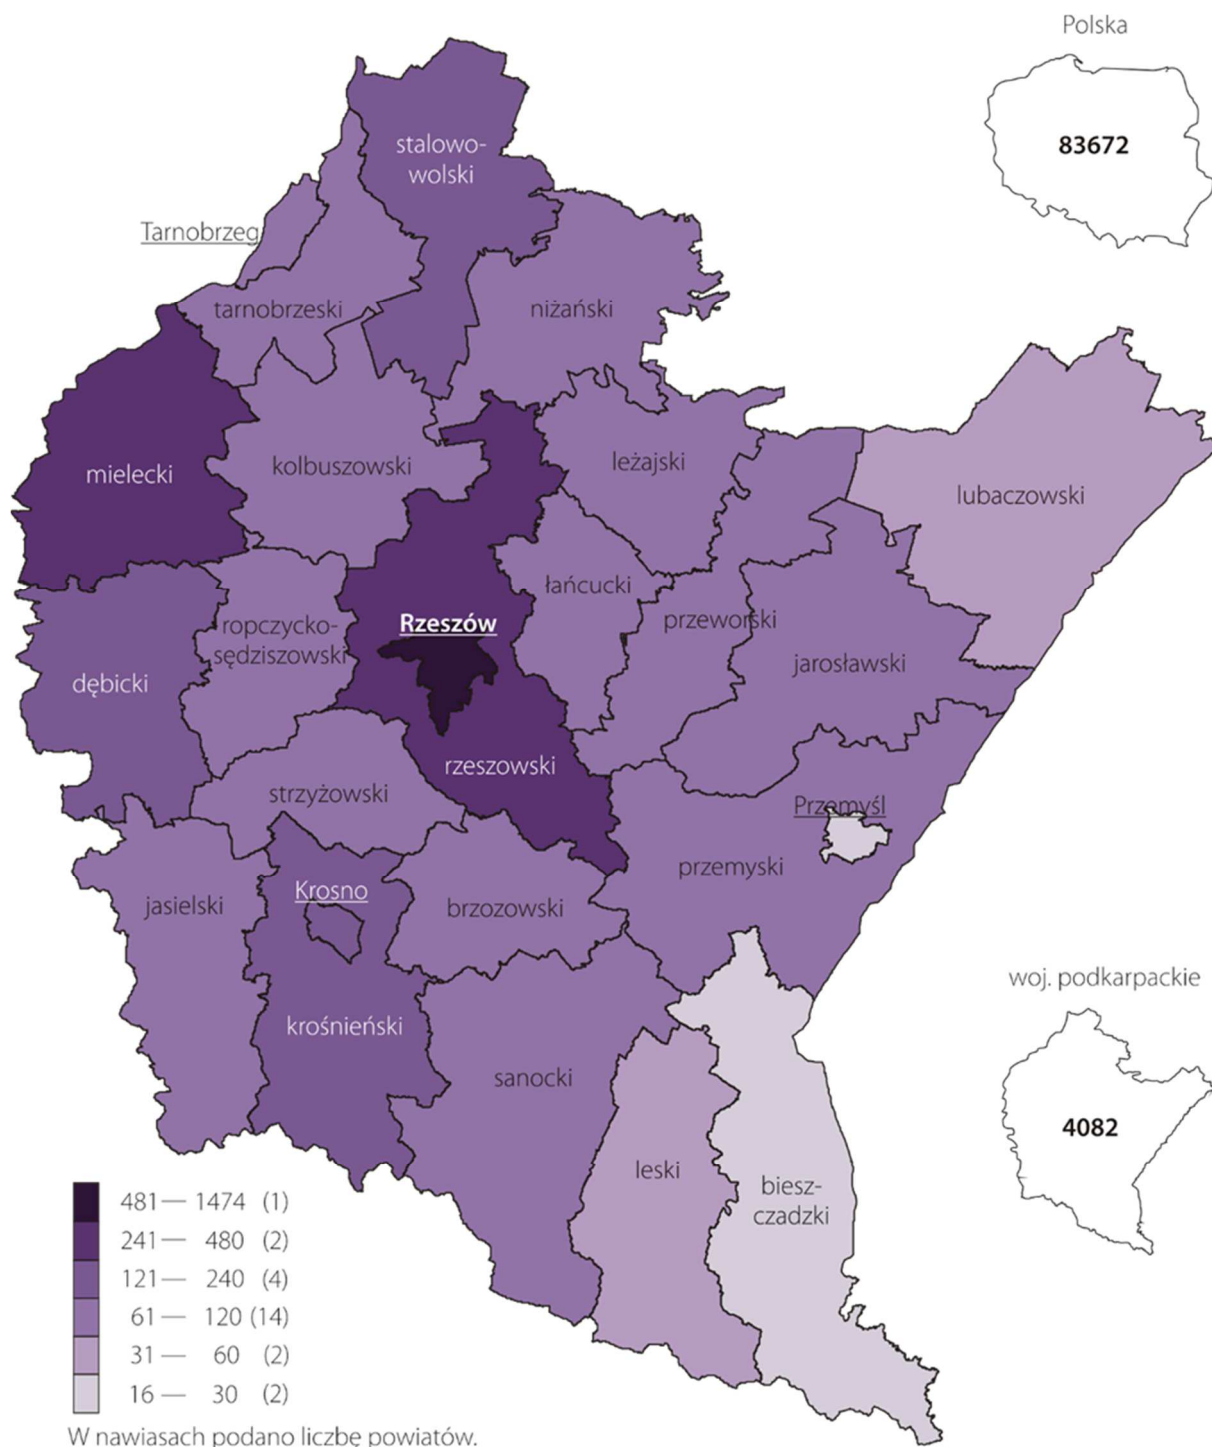 Polska
83672
stalowo-
wolski
Tarnobrzeg
tarnobrzeski
niżański
mielecki
kolbuszowski
leżajski
lubaczowski
łańcucki
ropczycko-
sędziszowski
Rzeszów
przeworski
jarosławski
dębicki
rzeszowski
strzyżowski
Przemyśl
przemyski
Krosno
jasielski
brzozowski
krośnieński
sanocki
leski
biesz-
czadzki
woj. podkarpackie
4082
481 — 1474 (1)
241 — 480 (2)
121 — 240 (4)
61 — 120 (14)
31 — 60 (2)
16 — 30 (2)
W nawiasach podano liczbę powiatów.